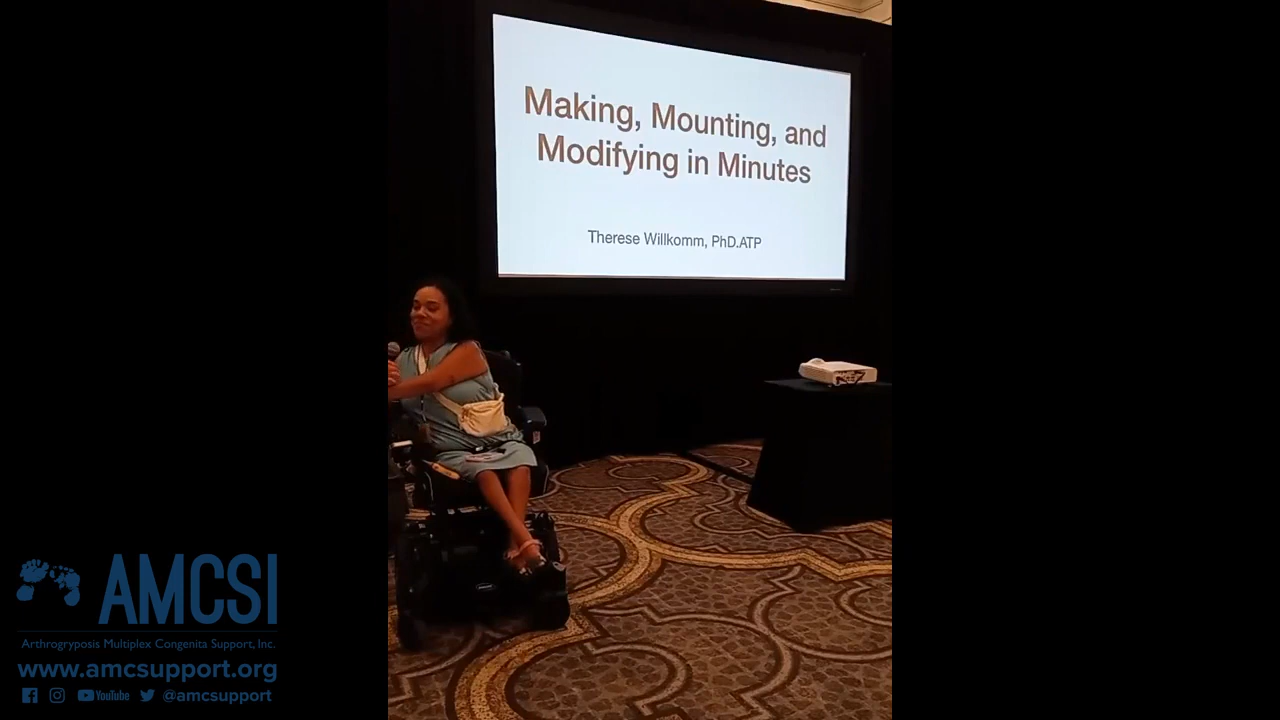 Making, Mounting, and
Modifying in Minutes
Therese Willkomm, PhD.ATP
AMCSI
Arthrogryposis Multiplex Congenita Support, Inc.
www.amcsupport.org
YouTube @amcsupport